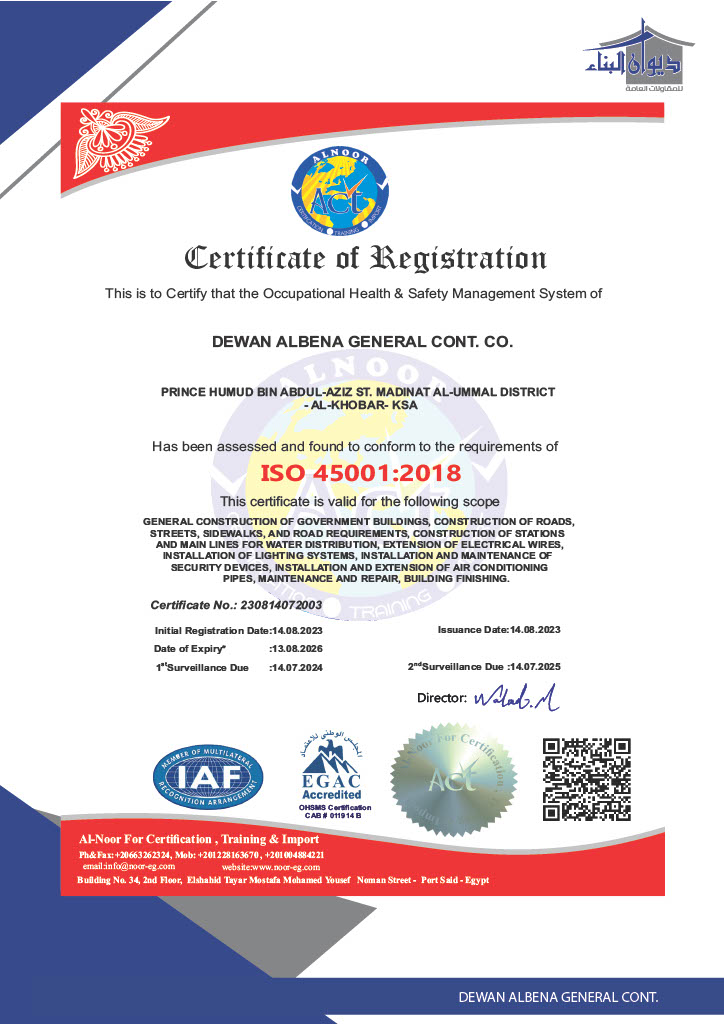 ديوان البناء
للمقاولات العامة
ALNOOR
Act
CERTIFICATION TRAINING IMPORT
Certificate of Registration
This is to Certify that the Occupational Health & Safety Management System of
DEWAN ALBENA GENERAL CONT. CO.
PRINCE HUMUD BIN ABDUL-AZIZ ST. MADINAT AL-UMMAL DISTRICT
- AL-KHOBAR- KSA
Has been assessed and found to conform to the requirements of
ISO 45001:2018
This certificate is valid for the following scope
GENERAL CONSTRUCTION OF GOVERNMENT BUILDINGS, CONSTRUCTION OF ROADS,
STREETS, SIDEWALKS, AND ROAD REQUIREMENTS, CONSTRUCTION OF STATIONS
AND MAIN LINES FOR WATER DISTRIBUTION, EXTENSION OF ELECTRICAL WIRES,
INSTALLATION OF LIGHTING SYSTEMS, INSTALLATION AND MAINTENANCE OF
SECURITY DEVICES, INSTALLATION AND EXTENSION OF AIR CONDITIONING
PIPES, MAINTENANCE AND REPAIR, BUILDING FINISHING.
ALNOOR
Act
TRAINING
Certificate No.: 230814072003
Initial Registration Date:14.08.2023 Issuance Date:14.08.2023
Date of Expiry* :13.08.2026
1st Surveillance Due :14.07.2024 2nd Surveillance Due :14.07.2025
Director:
MEMBER OF MULTILATERAL
IAF
RECOGNITION ARRANGEMENT
المجلس الوطني للاعتماد
EGAC
Accredited
OHSMS Certification
CAB # 011914 B
Al-Noor For Certification
Act
Al-Noor For Certification , Training & Import
Ph&Fax:+20663262324, Mob: +201228163670 , +201004884221
email:info@noor-eg.com website:www.noor-eg.com
Building No. 34, 2nd Floor, Elshahid Tayar Mostafa Mohamed Yousef Noman Street - Port Said - Egypt
DEWAN ALBENA GENERAL CONT.